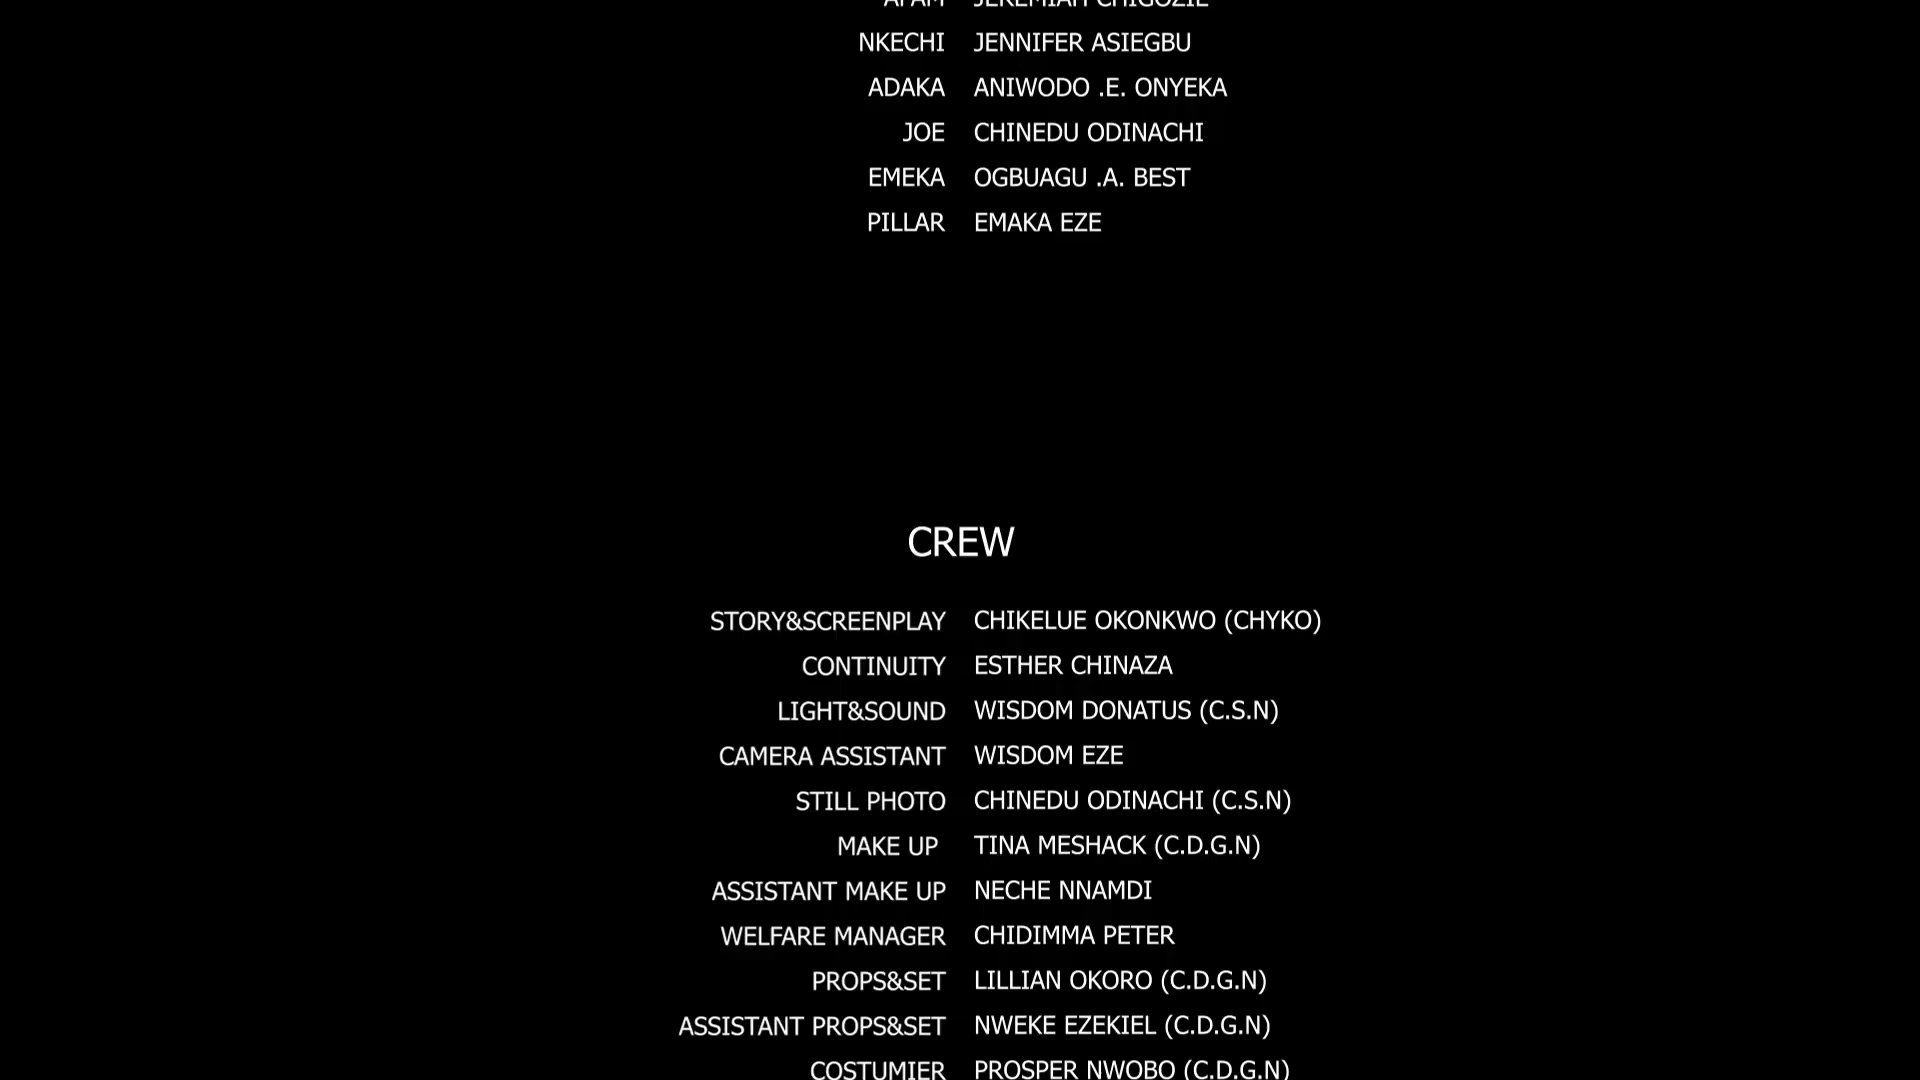 APAM JEREMIAH CHIGOZIE
NKECHI JENNIFER ASIEGBU
ADAKA ANIWODO .E. ONYEKA
JOE CHINEDU ODINACHI
EMEKA OGBUAGU .A. BEST
PILLAR EMAKA EZE
CREW
STORY&SCREENPLAY CHIKELUE OKONKWO (CHYKO)
CONTINUITY ESTHER CHINAZA
LIGHT&SOUND WISDOM DONATUS (C.S.N)
CAMERA ASSISTANT WISDOM EZE
STILL PHOTO CHINEDU ODINACHI (C.S.N)
MAKE UP TINA MESHACK (C.D.G.N)
ASSISTANT MAKE UP NECHE NNAMDI
WELFARE MANAGER CHIDIMMA PETER
PROPS&SET LILLIAN OKORO (C.D.G.N)
ASSISTANT PROPS&SET NWEKE EZEKIEL (C.D.G.N)
COSTUMIER PROSPER NWOBO (C.D.G.N)